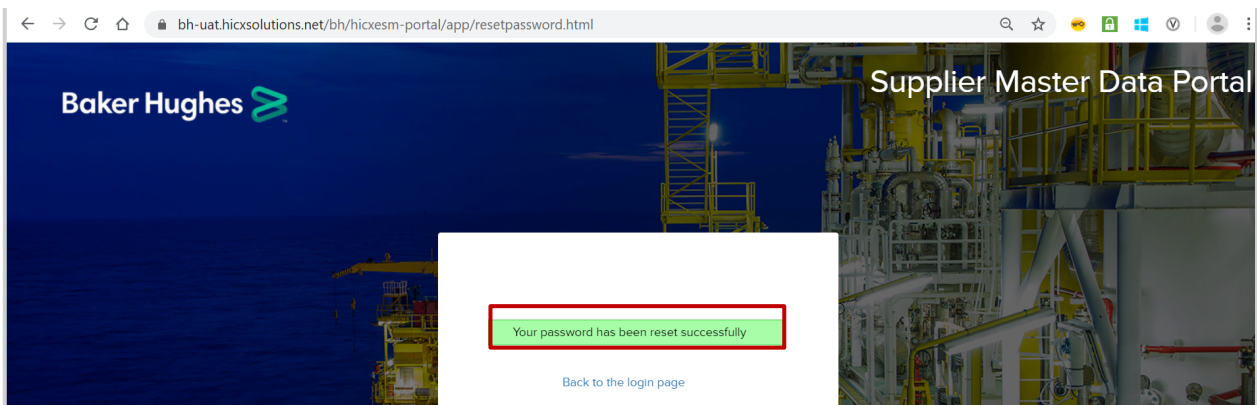 bh-uat.hicxsolutions.net/bh/hicxesm-portal/app/resetpassword.html
Baker Hughes
Supplier Master Data Portal
Your password has been reset successfully
Back to the login page